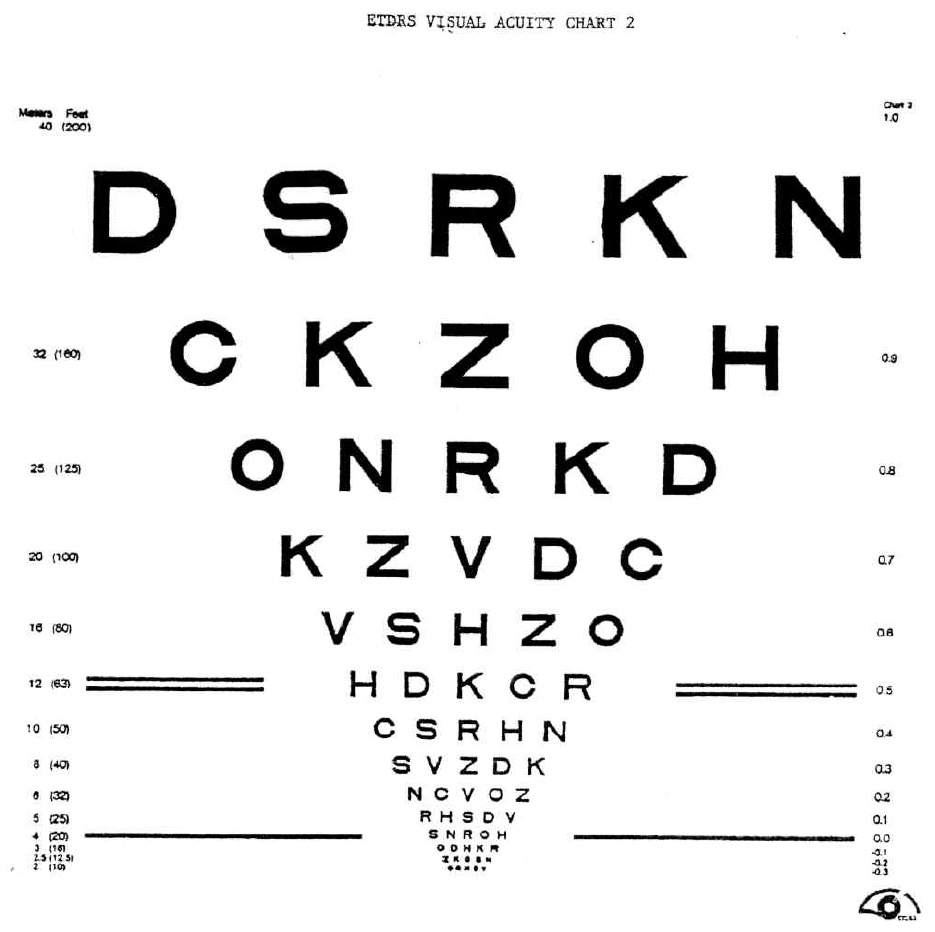 ETDRS VISUAL ACUITY CHART 2
Meters Feet Chart 2
40 (200) 1.0
D S R K N
32 (160) C K Z O H 0.9
25 (125) O N R K D 0.8
20 (100) K Z V D C 0.7
16 (80) V S H Z O 0.6
12 (63) H D K C R 0.5
10 (50) C S R H N 0.4
8 (40) S V Z D K 0.3
6 (32) N C V O Z 0.2
5 (25) R H S D V 0.1
4 (20) S N R O H 0.0
3 (16) O D H K R -0.1
2.5 (12.5) -0.2
2 (10) -0.3